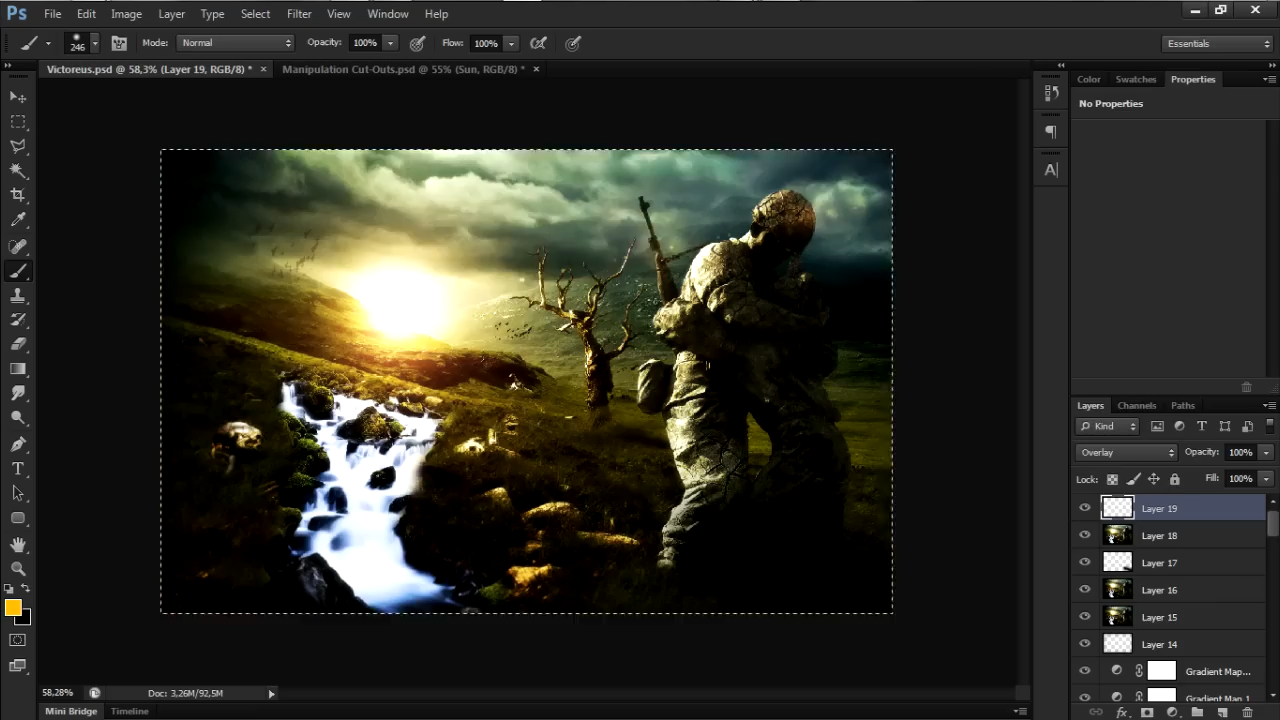 Ps File Edit Image Layer Type Select Filter View Window Help
246 Mode: Normal Opacity: 100% Flow: 100% Essentials
Victoreus.psd @ 58,3% (Layer 19, RGB/8) * Manipulation Cut-Outs.psd @ 55% (Sun, RGB/8) *
Color Swatches Properties
No Properties
Layers Channels Paths
Kind
Overlay Opacity: 100%
Lock: Fill: 100%
Layer 19
Layer 18
Layer 17
Layer 16
Layer 15
Layer 14
Gradient Map...
Gradient Map 1
58,28% Doc: 3,26M/92,5M
Mini Bridge Timeline